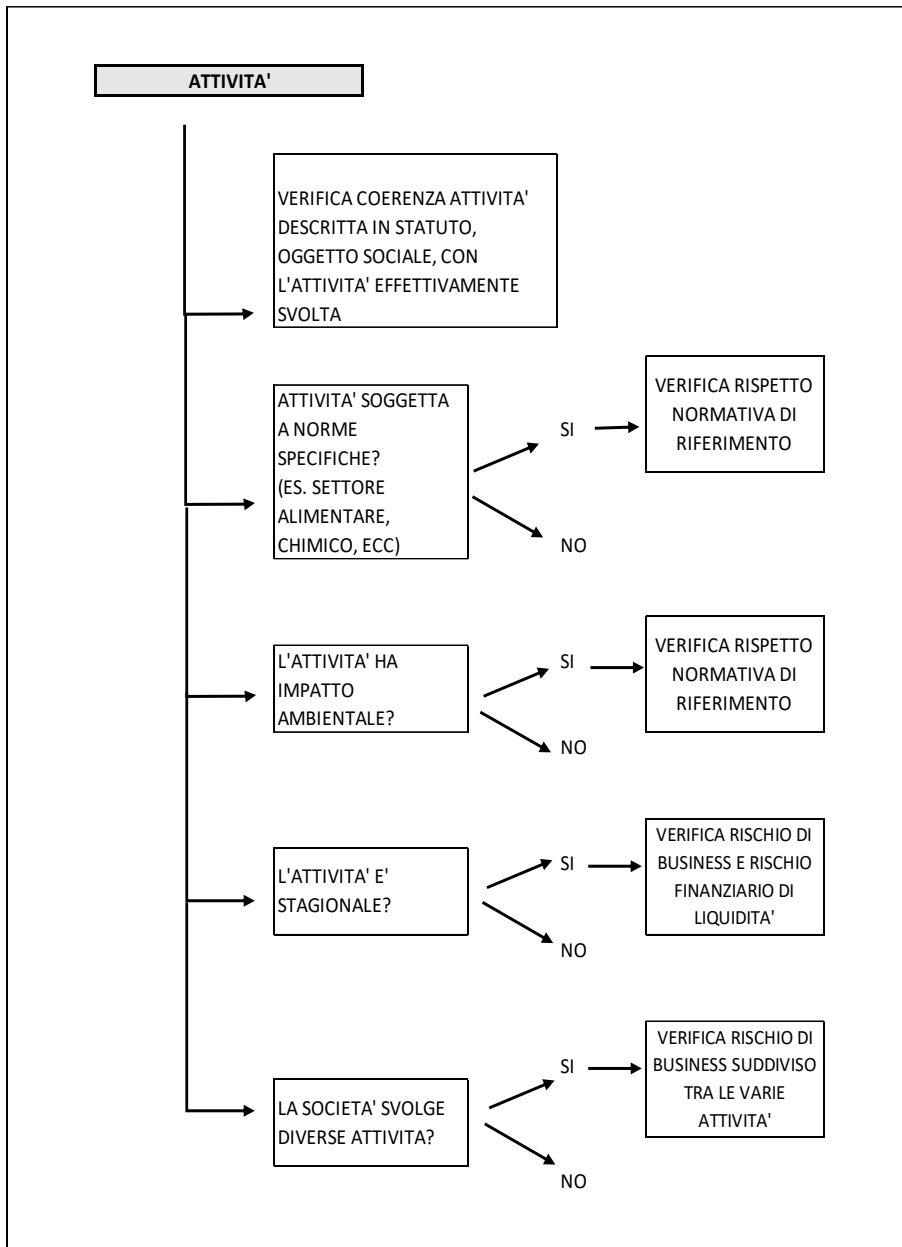 ATTIVITA'
VERIFICA COERENZA ATTIVITA'
DESCRITTA IN STATUTO,
OGGETTO SOCIALE, CON
L'ATTIVITA' EFFETTIVAMENTE
SVOLTA
ATTIVITA' SOGGETTA
A NORME
SPECIFICHE?
(ES. SETTORE
ALIMENTARE,
CHIMICO, ECC)
SI
VERIFICA RISPETTO
NORMATIVA DI
RIFERIMENTO
NO
L'ATTIVITA' HA
IMPATTO
AMBIENTALE?
SI
VERIFICA RISPETTO
NORMATIVA DI
RIFERIMENTO
NO
L'ATTIVITA' E'
STAGIONALE?
SI
VERIFICA RISCHIO DI
BUSINESS E RISCHIO
FINANZIARIO DI
LIQUIDITA'
NO
LA SOCIETA' SVOLGE
DIVERSE ATTIVITA?
SI
VERIFICA RISCHIO DI
BUSINESS SUDDIVISO
TRA LE VARIE
ATTIVITA'
NO